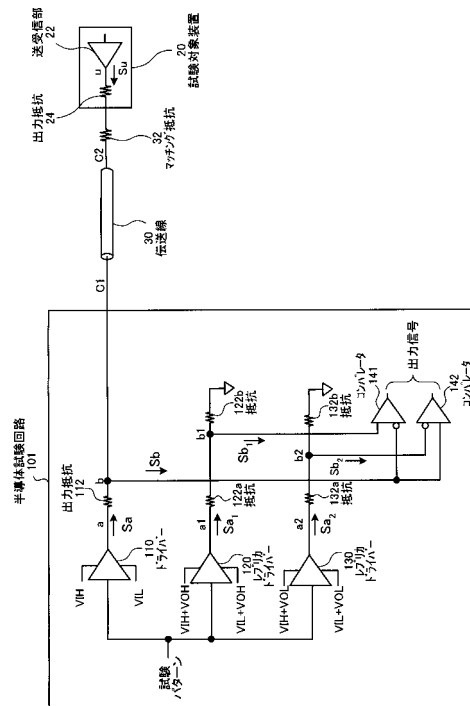 半導体試験回路
101
試験
パターン
VIH
VIL
110
ドライバー
a
Sa
出力抵抗
112
b
Sb
C1
30
伝送線
C2
32
マッチング抵抗
出力抵抗
24
送受信部
22
u
Su
20
試験対象装置
VIH+VOH
VIL+VOH
120
レプリカ
ドライバー
a1
Sa1
122a
抵抗
b1
Sb1
122b
抵抗
VIH+VOL
VIL+VOL
130
レプリカ
ドライバー
a2
Sa2
132a
抵抗
b2
Sb2
132b
抵抗
コンパレータ
141
出力信号
142
コンパレータ